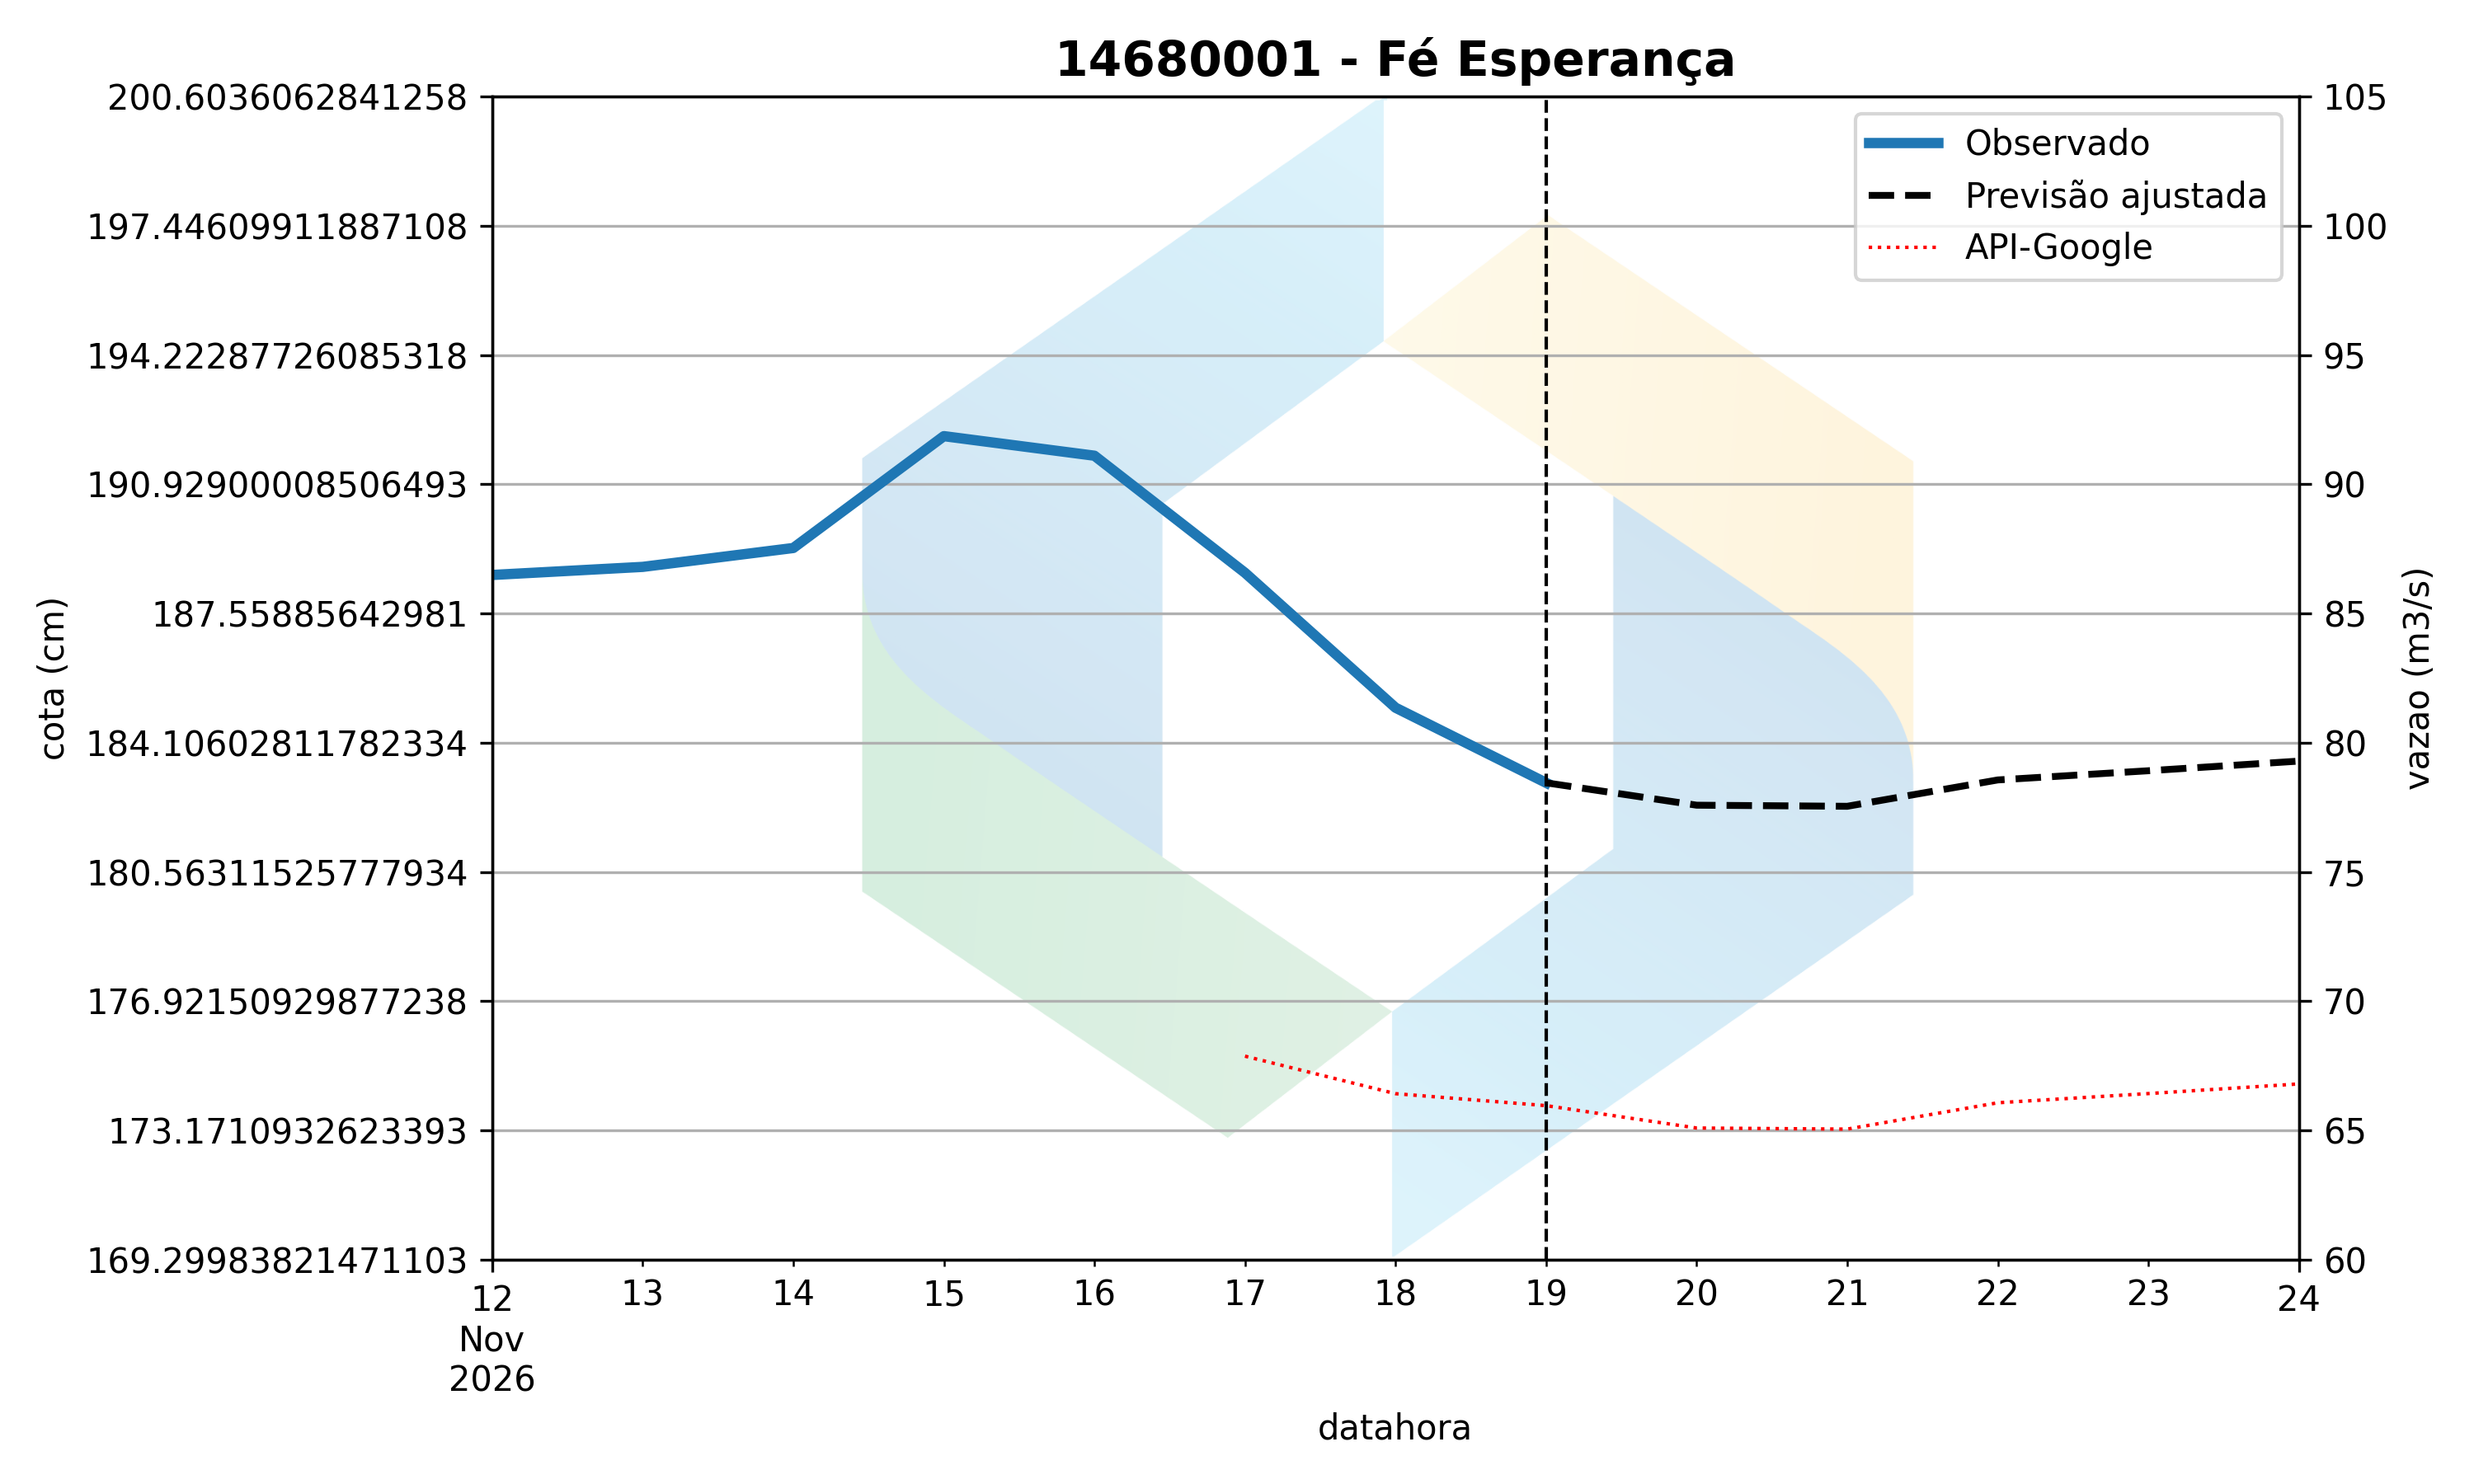 14680001 - Fé Esperança
200.6036062841258
197.44609911887108
194.22287726085318
190.92900008506493
187.55885642981
184.10602811782334
180.56311525777934
176.92150929877238
173.1710932623393
169.29983821471103
cota (cm)
105
100
95
90
85
80
75
70
65
60
vazao (m3/s)
Observado
Previsão ajustada
API-Google
12 13 14 15 16 17 18 19 20 21 22 23 24
Nov
2026
datahora